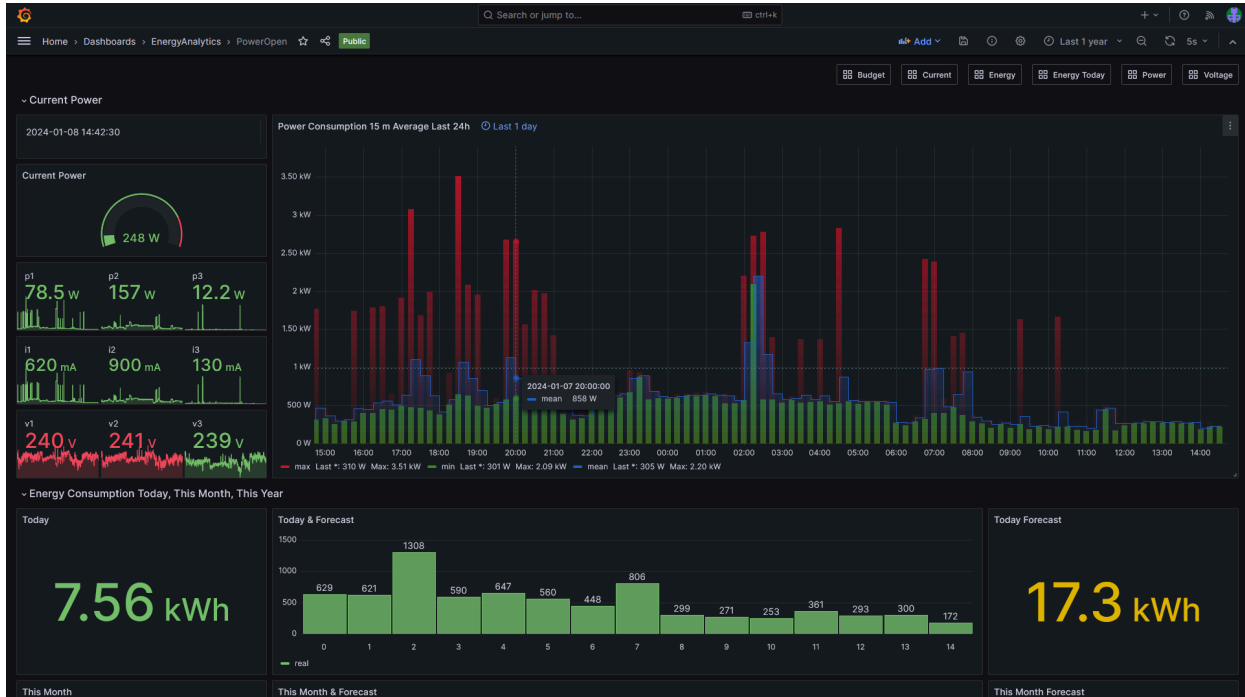 Search or jump to... ctrl+k
Home › Dashboards › EnergyAnalytics › PowerOpen Public Add Last 1 year 5s
Budget Current Energy Energy Today Power Voltage
Current Power
2024-01-08 14:42:30
Current Power
248 W
p1 p2 p3
78.5 W 157 W 12.2 W
i1 i2 i3
620 mA 900 mA 130 mA
v1 v2 v3
240 V 241 V 239 V
Power Consumption 15 m Average Last 24h Last 1 day
3.50 kW
3 kW
2.50 kW
2 kW
1.50 kW
1 kW
500 W
0 W
2024-01-07 20:00:00
mean 858 W
15:00 16:00 17:00 18:00 19:00 20:00 21:00 22:00 23:00 00:00 01:00 02:00 03:00 04:00 05:00 06:00 07:00 08:00 09:00 10:00 11:00 12:00 13:00 14:00
max Last *: 310 W Max: 3.51 kW min Last *: 301 W Max: 2.09 kW mean Last *: 305 W Max: 2.20 kW
Energy Consumption Today, This Month, This Year
Today
7.56 kWh
Today & Forecast
1500
1000
500
0
629 621 1308 590 647 560 448 806 299 271 253 361 293 300 172
0 1 2 3 4 5 6 7 8 9 10 11 12 13 14
real
Today Forecast
17.3 kWh
This Month
This Month & Forecast
This Month Forecast